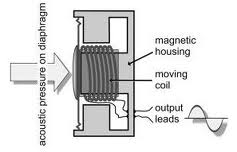 acoustic pressure on diaphragm
magnetic
housing
moving
coil
output
leads